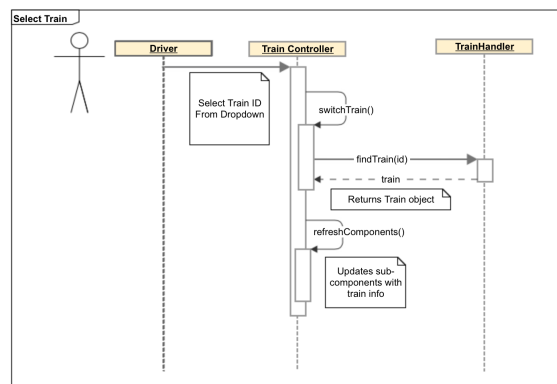 Select Train
Driver
Train Controller
TrainHandler
Select Train ID
From Dropdown
switchTrain()
findTrain(id)
train
Returns Train object
refreshComponents()
Updates sub-
components with
train info